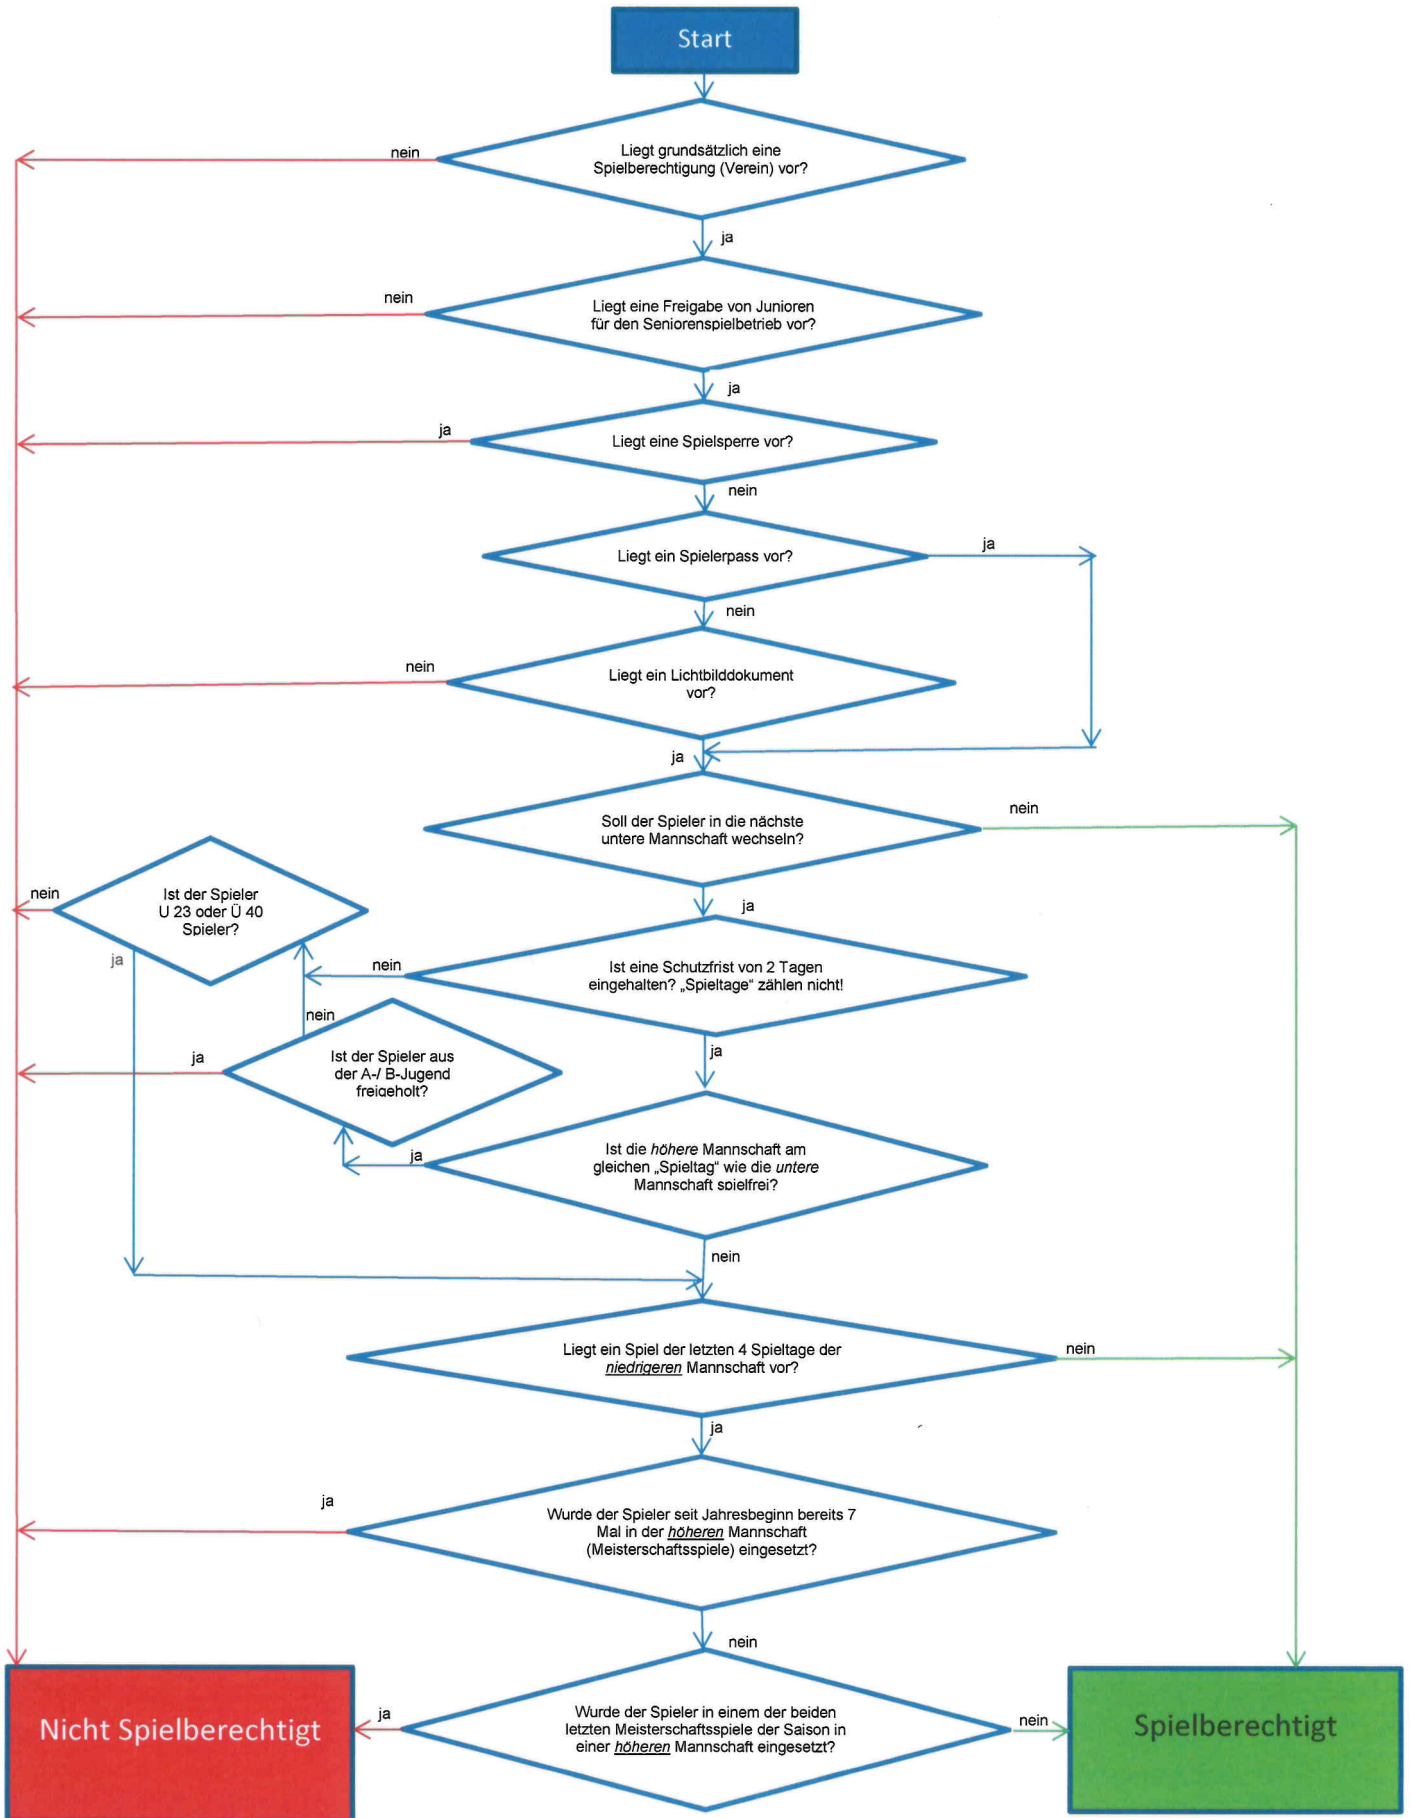 Start
Liegt grundsätzlich eine
Spielberechtigung (Verein) vor?
nein
ja
Liegt eine Freigabe von Junioren
für den Seniorenspielbetrieb vor?
nein
ja
Liegt eine Spielsperre vor?
ja
nein
Liegt ein Spielerpass vor?
ja
nein
Liegt ein Lichtbilddokument
vor?
nein
ja
Soll der Spieler in die nächste
untere Mannschaft wechseln?
nein
ja
Ist der Spieler
U 23 oder Ü 40
Spieler?
nein
ja
Ist eine Schutzfrist von 2 Tagen
eingehalten? „Spieltage“ zählen nicht!
nein
ja
Ist der Spieler aus
der A-/ B-Jugend
freigeholt?
nein
ja
Ist die höhere Mannschaft am
gleichen „Spieltag“ wie die untere
Mannschaft spielfrei?
ja
nein
Liegt ein Spiel der letzten 4 Spieltage der
niedrigeren Mannschaft vor?
nein
ja
Wurde der Spieler seit Jahresbeginn bereits 7
Mal in der höheren Mannschaft
(Meisterschaftsspiele) eingesetzt?
ja
nein
Wurde der Spieler in einem der beiden
letzten Meisterschaftsspiele der Saison in
einer höheren Mannschaft eingesetzt?
ja
nein
Nicht Spielberechtigt
Spielberechtigt